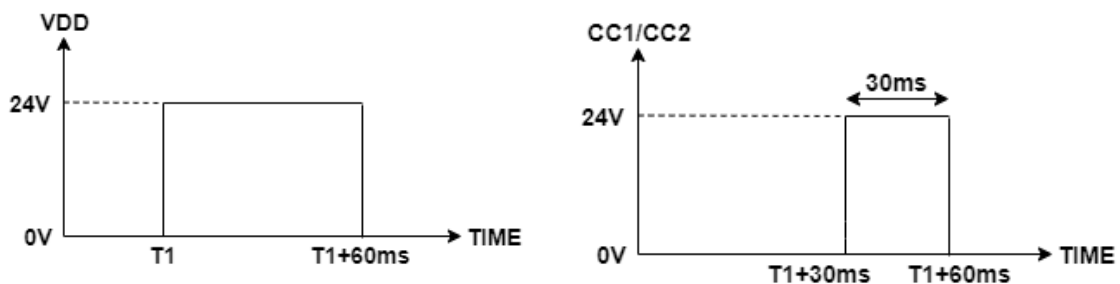 VDD
24V
0V
T1
T1+60ms
TIME
CC1/CC2
30ms
24V
0V
T1+30ms
T1+60ms
TIME